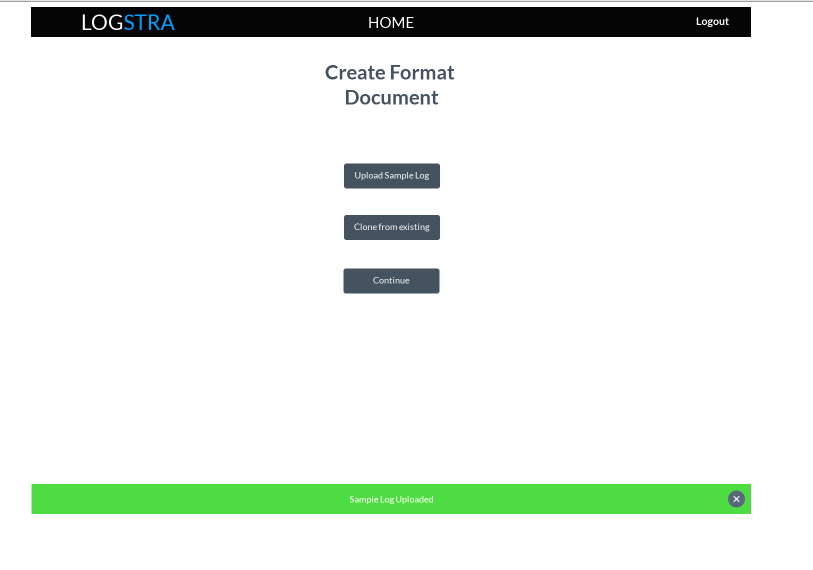 LOGSTRA HOME Logout
Create Format
Document
Upload Sample Log
Clone from existing
Continue
Sample Log Uploaded